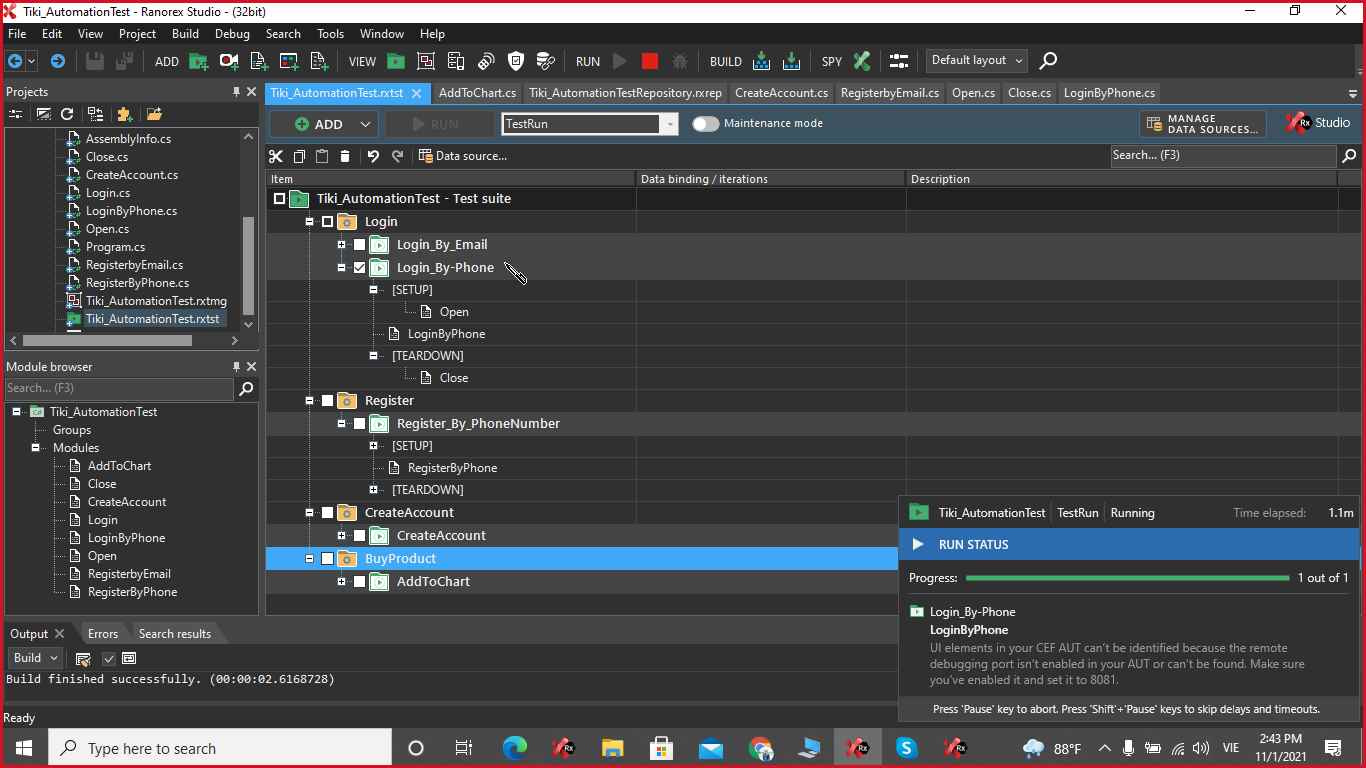 Tiki_AutomationTest - Ranorex Studio - (32bit)
File Edit View Project Build Debug Search Tools Window Help
ADD VIEW RUN BUILD SPY Default layout
Projects
Tiki_AutomationTest.rxtst AddToChart.cs Tiki_AutomationTestRepository.rxrep CreateAccount.cs RegisterbyEmail.cs Open.cs Close.cs LoginByPhone.cs
ADD RUN TestRun Maintenance mode MANAGE DATA SOURCES... Rx Studio
Data source... Search... (F3)
Item Data binding / iterations Description
AssemblyInfo.cs
Close.cs
CreateAccount.cs
Login.cs
LoginByPhone.cs
Open.cs
Program.cs
RegisterbyEmail.cs
RegisterByPhone.cs
Tiki_AutomationTest.rxtmg
Tiki_AutomationTest.rxtst
Module browser
Search... (F3)
Tiki_AutomationTest
Groups
Modules
AddToChart
Close
CreateAccount
Login
LoginByPhone
Open
RegisterbyEmail
RegisterByPhone
Tiki_AutomationTest - Test suite
Login
Login_By_Email
Login_By-Phone
[SETUP]
Open
LoginByPhone
[TEARDOWN]
Close
Register
Register_By_PhoneNumber
[SETUP]
RegisterByPhone
[TEARDOWN]
CreateAccount
CreateAccount
BuyProduct
AddToChart
Tiki_AutomationTest TestRun Running Time elapsed: 1.1m
RUN STATUS
Progress: 1 out of 1
Login_By-Phone
LoginByPhone
UI elements in your CEF AUT can't be identified because the remote
debugging port isn't enabled in your AUT or can't be found. Make sure
you've enabled it and set it to 8081.
Press 'Pause' key to abort. Press 'Shift'+'Pause' keys to skip delays and timeouts.
Output Errors Search results
Build
Build finished successfully. (00:00:02.6168728)
Ready
Type here to search
88°F VIE 2:43 PM
11/1/2021